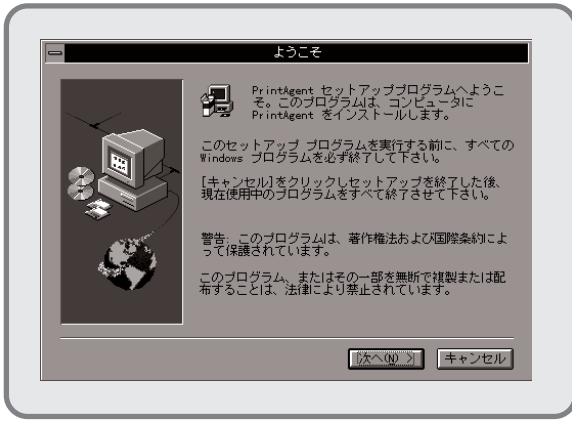 ようこそ
PrintAgent セットアッププログラムへようこ
そ。このプログラムは、コンピュータに
PrintAgent をインストールします。
このセットアップ プログラムを実行する前に、すべての
Windows プログラムを必ず終了して下さい。
[キャンセル]をクリックしセットアップを終了した後、
現在使用中のプログラムをすべて終了させて下さい。
警告: このプログラムは、著作権法および国際条約によ
って保護されています。
このプログラム、またはその一部を無断で複製または配
布することは、法律により禁止されています。
次へ(N) >
キャンセル